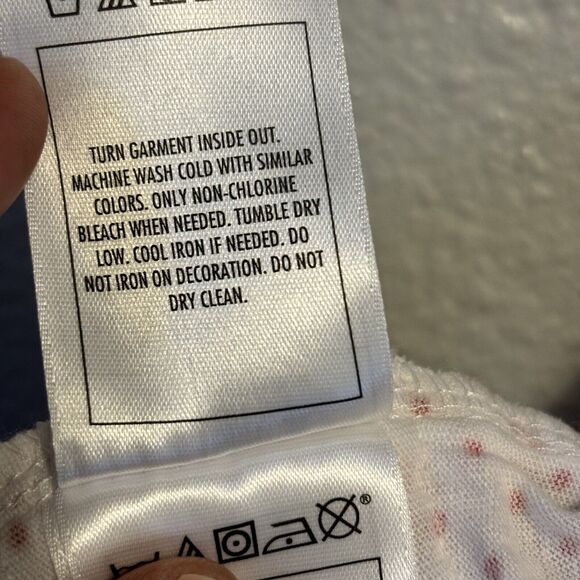 TURN GARMENT INSIDE OUT.
MACHINE WASH COLD WITH SIMILAR
COLORS. ONLY NON-CHLORINE
BLEACH WHEN NEEDED. TUMBLE DRY
LOW. COOL IRON IF NEEDED. DO
NOT IRON ON DECORATION. DO NOT
DRY CLEAN.
®